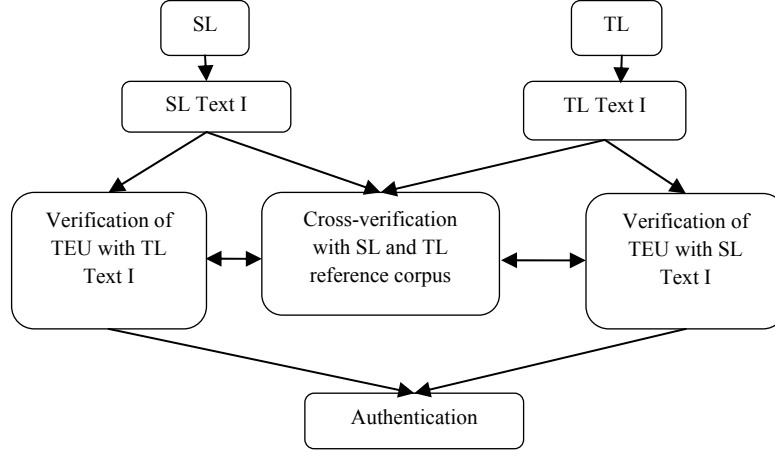 SL
TL
SL Text I
TL Text I
Verification of
TEU with TL
Text I
Cross-verification
with SL and TL
reference corpus
Verification of
TEU with SL
Text I
Authentication